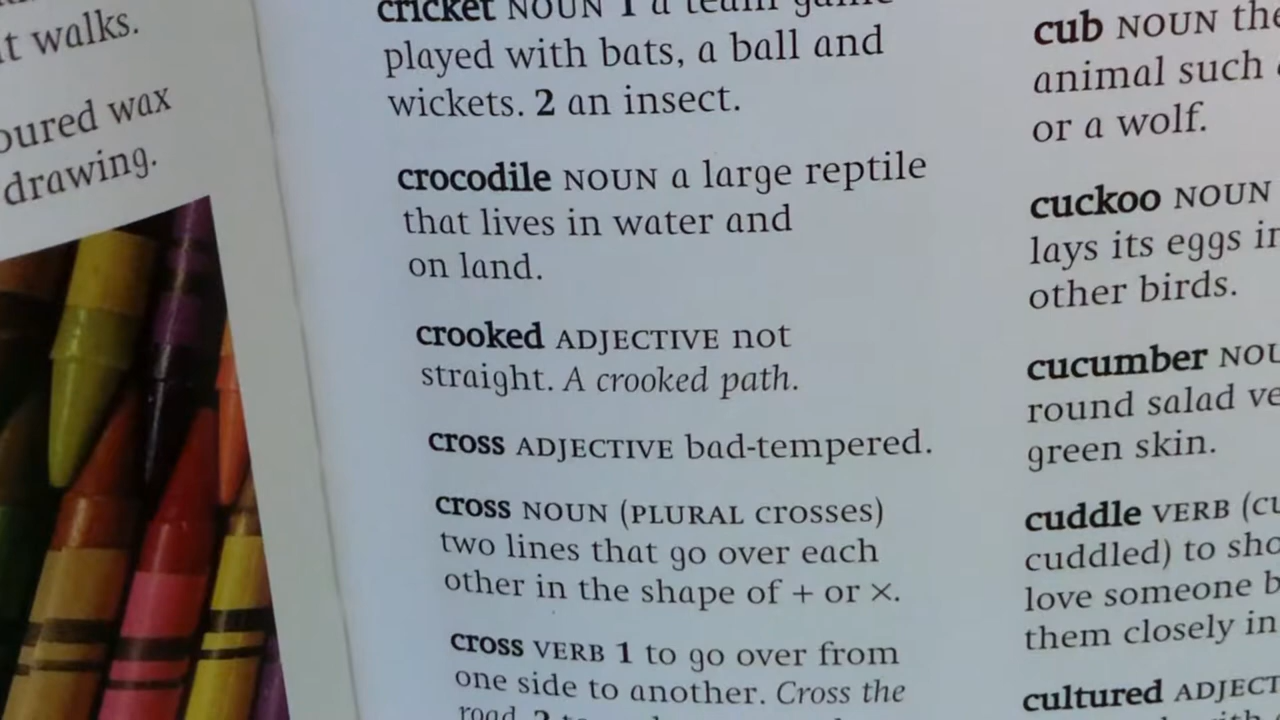 t walks.
oured wax
drawing.
cricket NOUN 1 a team game
played with bats, a ball and
wickets. 2 an insect.
crocodile NOUN a large reptile
that lives in water and
on land.
crooked ADJECTIVE not
straight. A crooked path.
cross ADJECTIVE bad-tempered.
cross NOUN (PLURAL crosses)
two lines that go over each
other in the shape of + or ×.
cross VERB 1 to go over from
one side to another. Cross the
road. 2
cub NOUN the
animal such
or a wolf.
cuckoo NOUN
lays its eggs in
other birds.
cucumber NOU
round salad ve
green skin.
cuddle VERB (cu
cuddled) to sho
love someone b
them closely in
cultured ADJECT